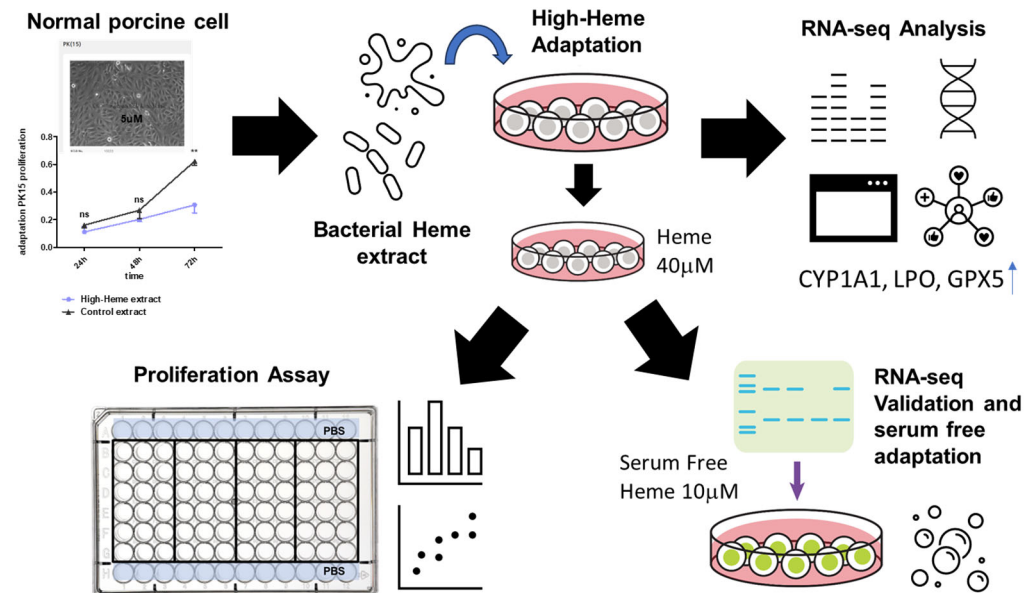 Normal porcine cell
PK(15)
5uM
adaptation PK15 proliferation
0.8
0.6
0.4
0.2
0.0
ns
ns
**
24h
48h
72h
time
High-Heme extract
Control extract
Bacterial Heme
extract
High-Heme
Adaptation
Heme
40μM
RNA-seq Analysis
CYP1A1, LPO, GPX5
Proliferation Assay
PBS
A
B
C
D
E
F
G
H
PBS
RNA-seq
Validation and
serum free
adaptation
Serum Free
Heme 10μM